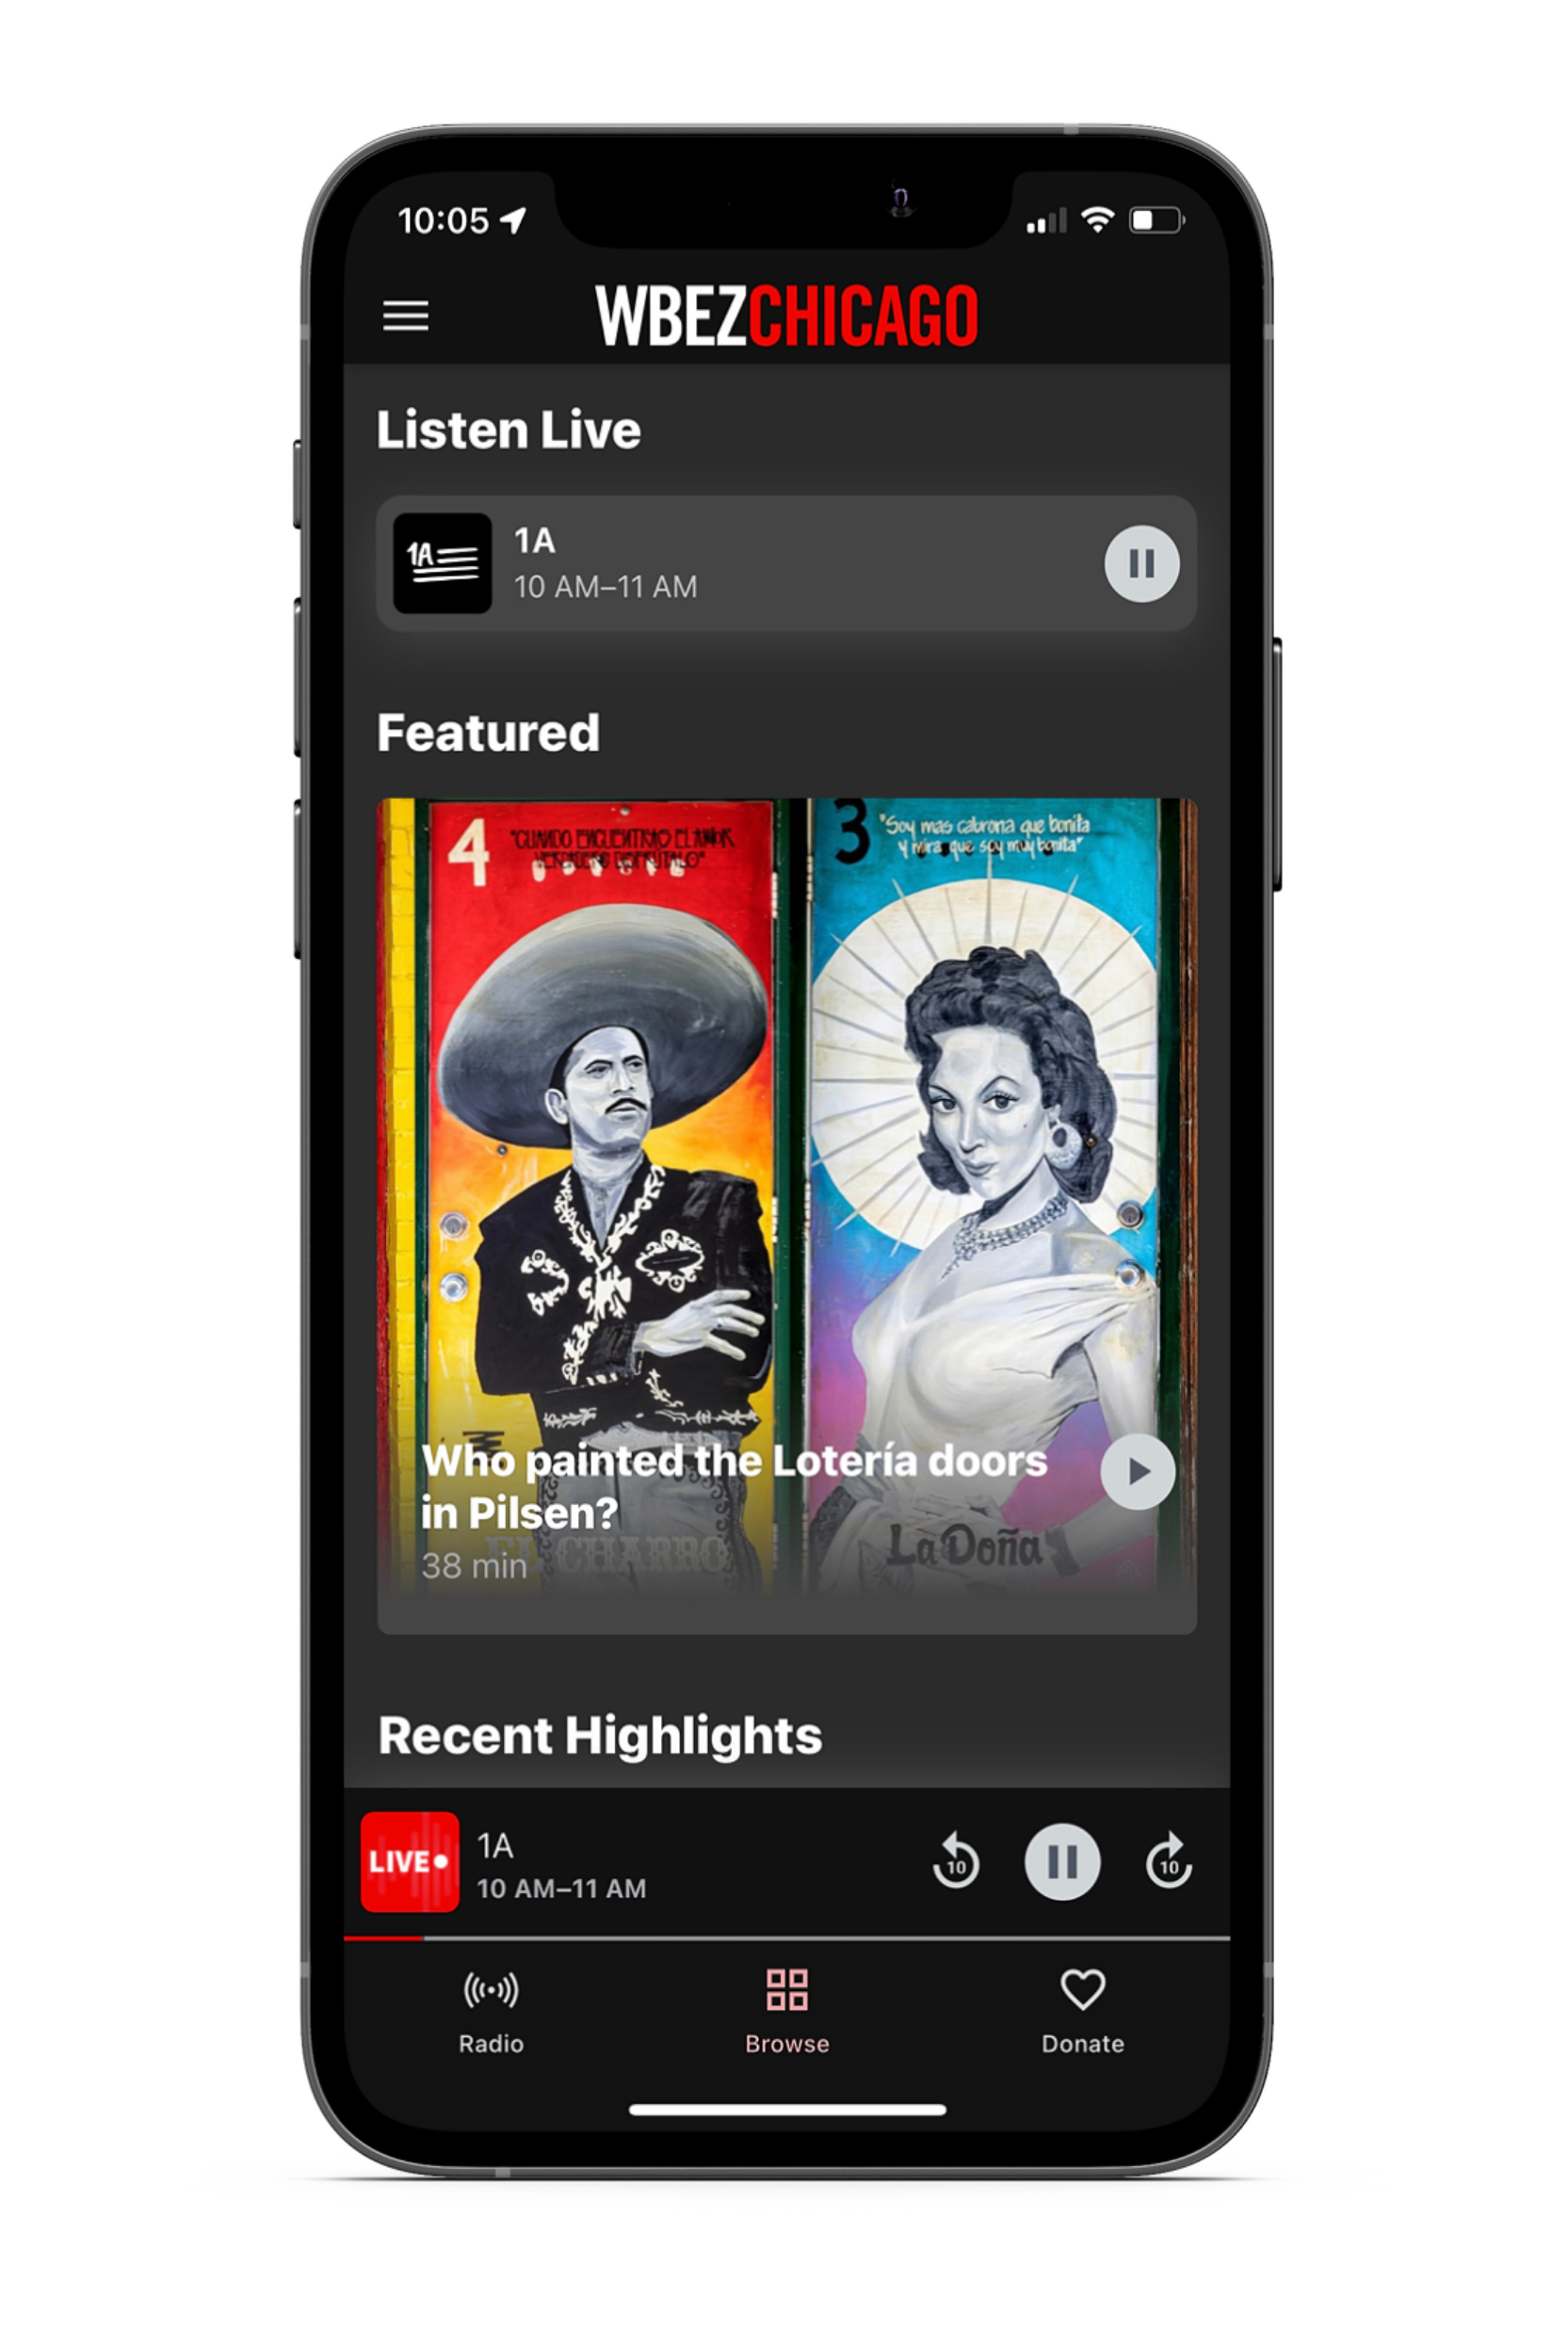 10:05
WBEZCHICAGO
Listen Live
1A
1A
10 AM–11 AM
Featured
4
"CUANDO ENCUENTRAS EL AMOR
VERDADERO DISFRUTALO"
3
"Soy mas cabrona que bonita
y mira que soy muy bonita"
Who painted the Lotería doors
in Pilsen?
38 min
EL CHARRO
La Doña
Recent Highlights
LIVE
1A
10 AM–11 AM
10
10
Radio
Browse
Donate